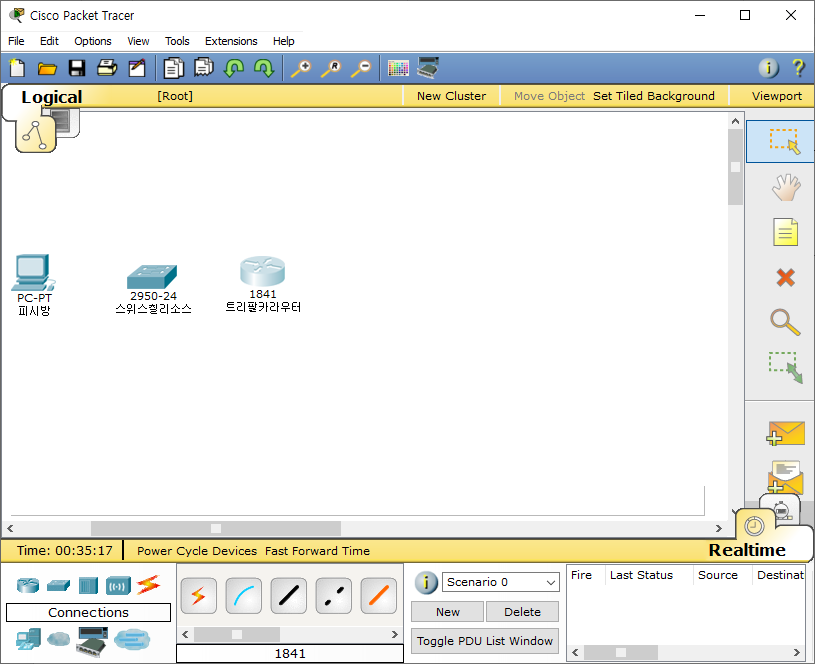 Cisco Packet Tracer
File Edit Options View Tools Extensions Help
Logical [Root] New Cluster Move Object Set Tiled Background Viewport
PC-PT
피시방
2950-24
스위스힐리소스
1841
트리팔카라우터
Time: 00:35:17 Power Cycle Devices Fast Forward Time Realtime
Connections
1841
Scenario 0
New Delete
Toggle PDU List Window
Fire Last Status Source Destinat